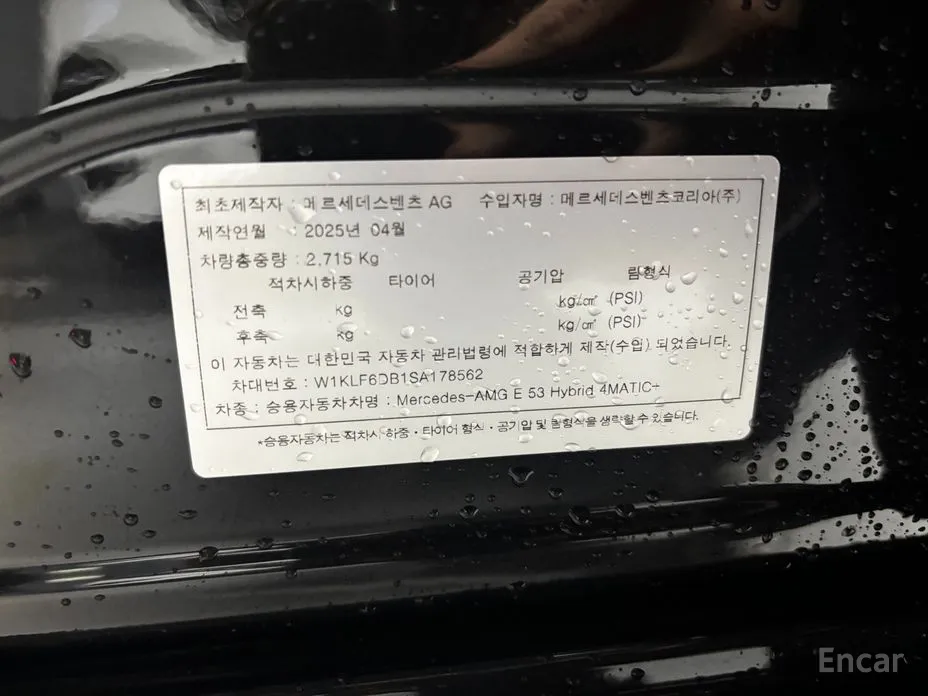 최초제작자 : 메르세데스벤츠 AG 수입자명 : 메르세데스벤츠코리아(주)
제작연월 : 2025년 04월
차량총중량 : 2.715 Kg
적차시하중 타이어 공기압 림형식
전축 kg kg/㎠ (PSI)
후축 kg kg/㎠ (PSI)
이 자동차는 대한민국 자동차 관리법령에 적합하게 제작(수입) 되었습니다.
차대번호 : W1KLF6DB1SA178562
차종 : 승용자동차차명 : Mercedes-AMG E 53 Hybrid 4MATIC+
*승용자동차는 적차시 하중 · 타이어 형식 · 공기압 및 림형식을 생략할 수 있습니다.
Encar